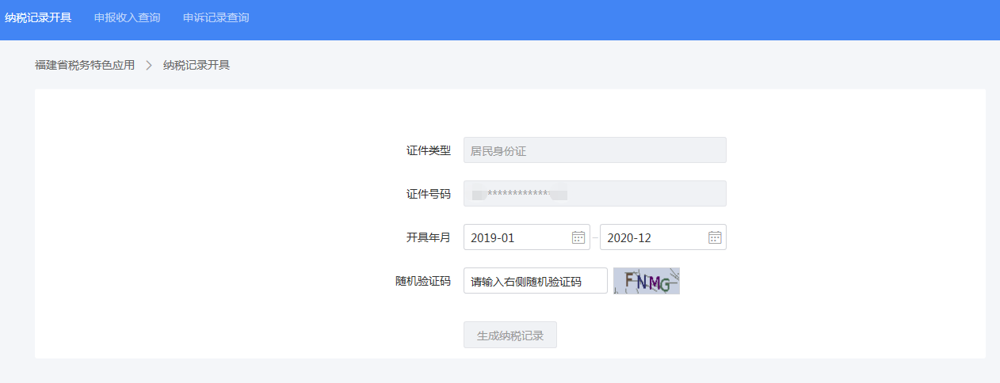 纳税记录开具 申报收入查询 申诉记录查询
福建省税务特色应用 > 纳税记录开具
证件类型 居民身份证
证件号码 *************
开具年月 2019-01 – 2020-12
随机验证码 请输入右侧随机验证码 FNMG
生成纳税记录